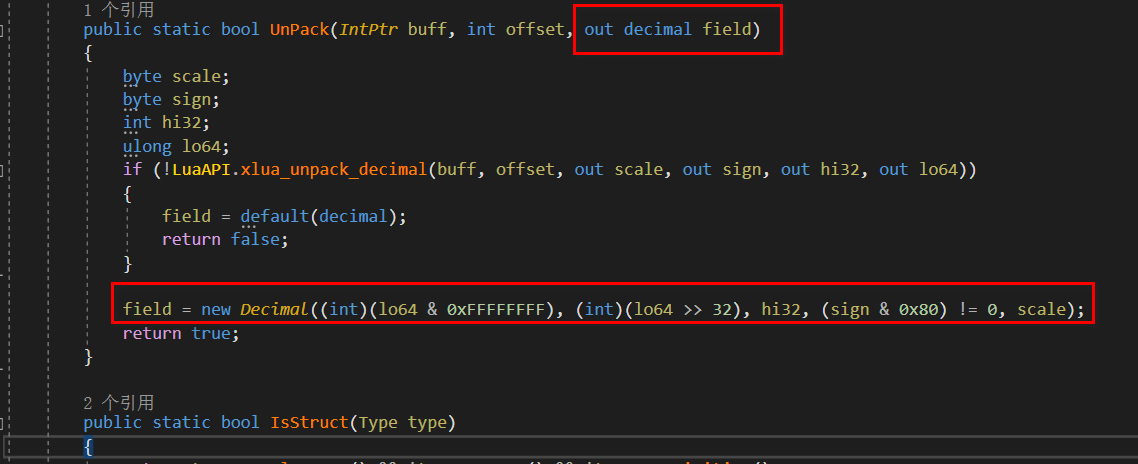 1 个引用
public static bool UnPack(IntPtr buff, int offset, out decimal field)
{
byte scale;
byte sign;
int hi32;
ulong lo64;
if (!LuaAPI.xlua_unpack_decimal(buff, offset, out scale, out sign, out hi32, out lo64))
{
field = default(decimal);
return false;
}
field = new Decimal((int)(lo64 & 0xFFFFFFFF), (int)(lo64 >> 32), hi32, (sign & 0x80) != 0, scale);
return true;
}
2 个引用
public static bool IsStruct(Type type)
{